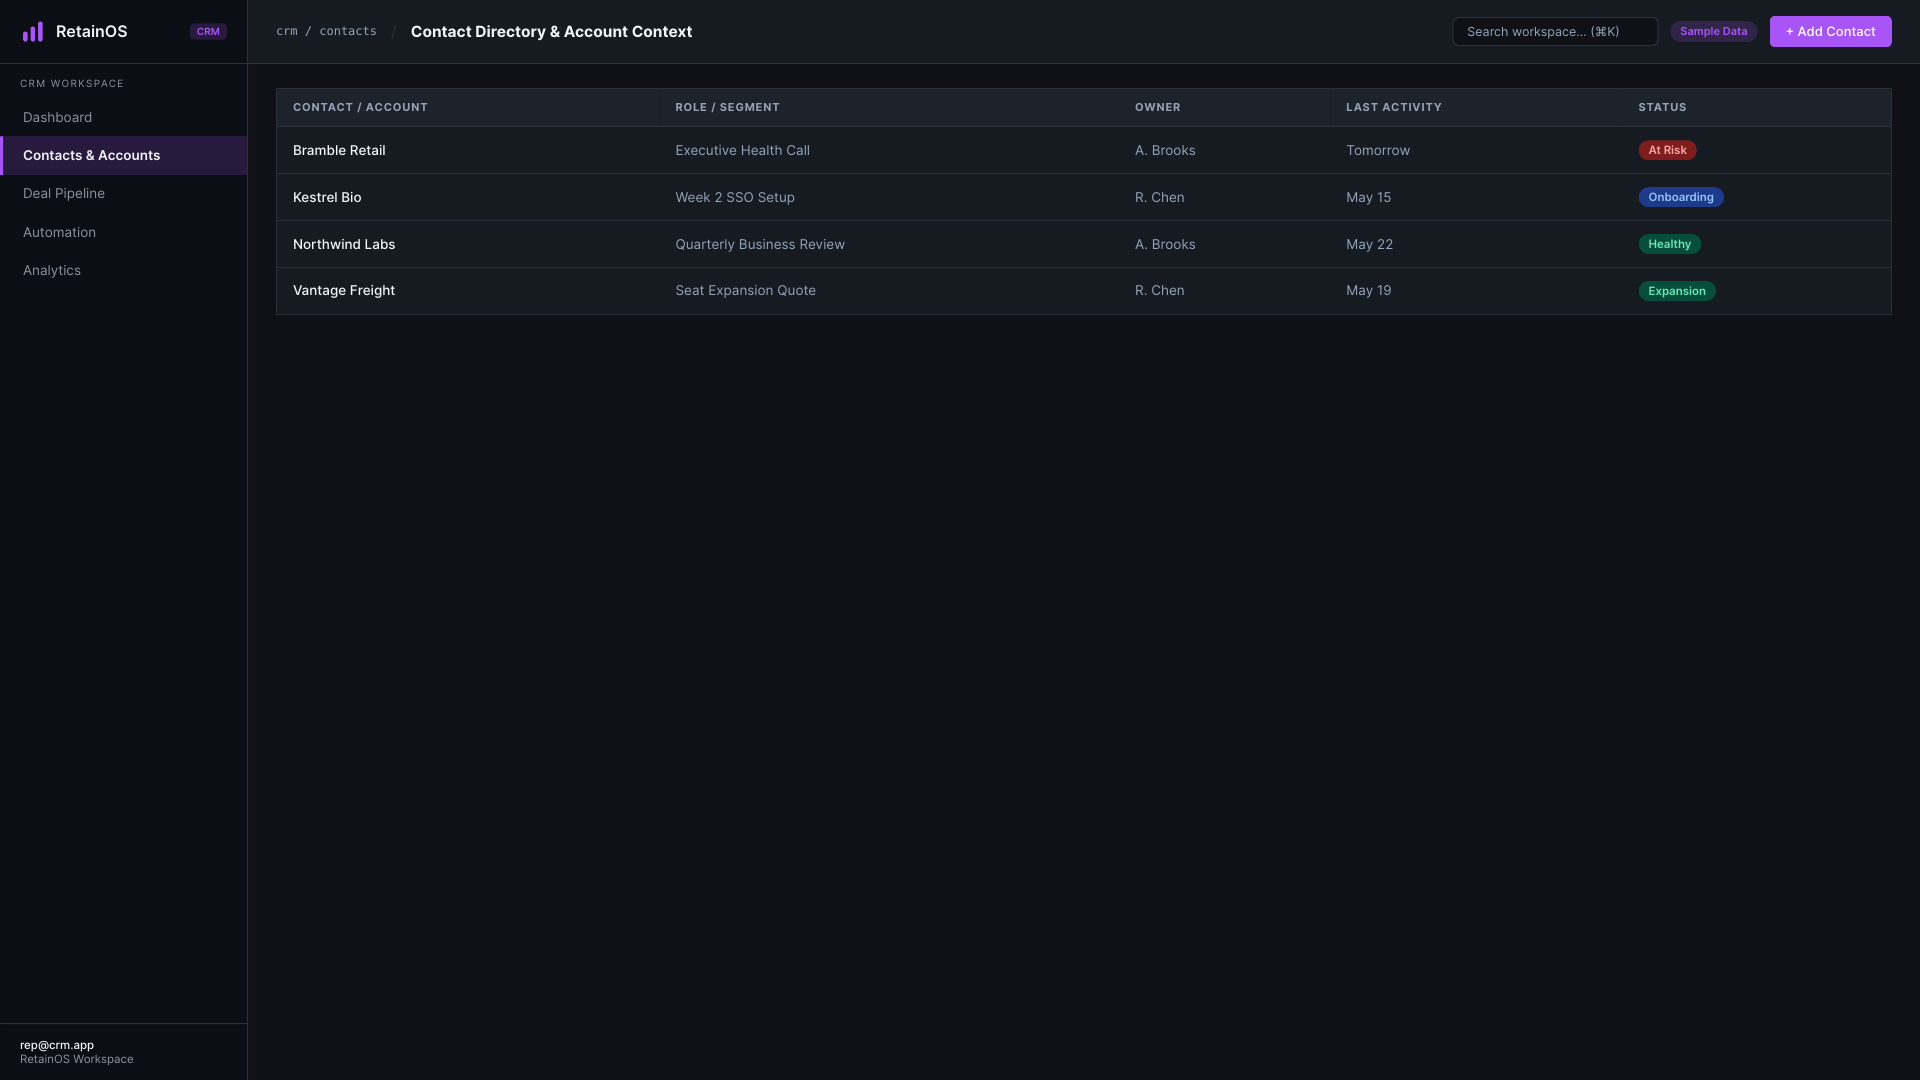 RetainOS CRM
crm / contacts / Contact Directory & Account Context
Search workspace... (⌘K) Sample Data + Add Contact
CRM WORKSPACE
Dashboard
Contacts & Accounts
Deal Pipeline
Automation
Analytics
CONTACT / ACCOUNT ROLE / SEGMENT OWNER LAST ACTIVITY STATUS
Bramble Retail Executive Health Call A. Brooks Tomorrow At Risk
Kestrel Bio Week 2 SSO Setup R. Chen May 15 Onboarding
Northwind Labs Quarterly Business Review A. Brooks May 22 Healthy
Vantage Freight Seat Expansion Quote R. Chen May 19 Expansion
rep@crm.app
RetainOS Workspace